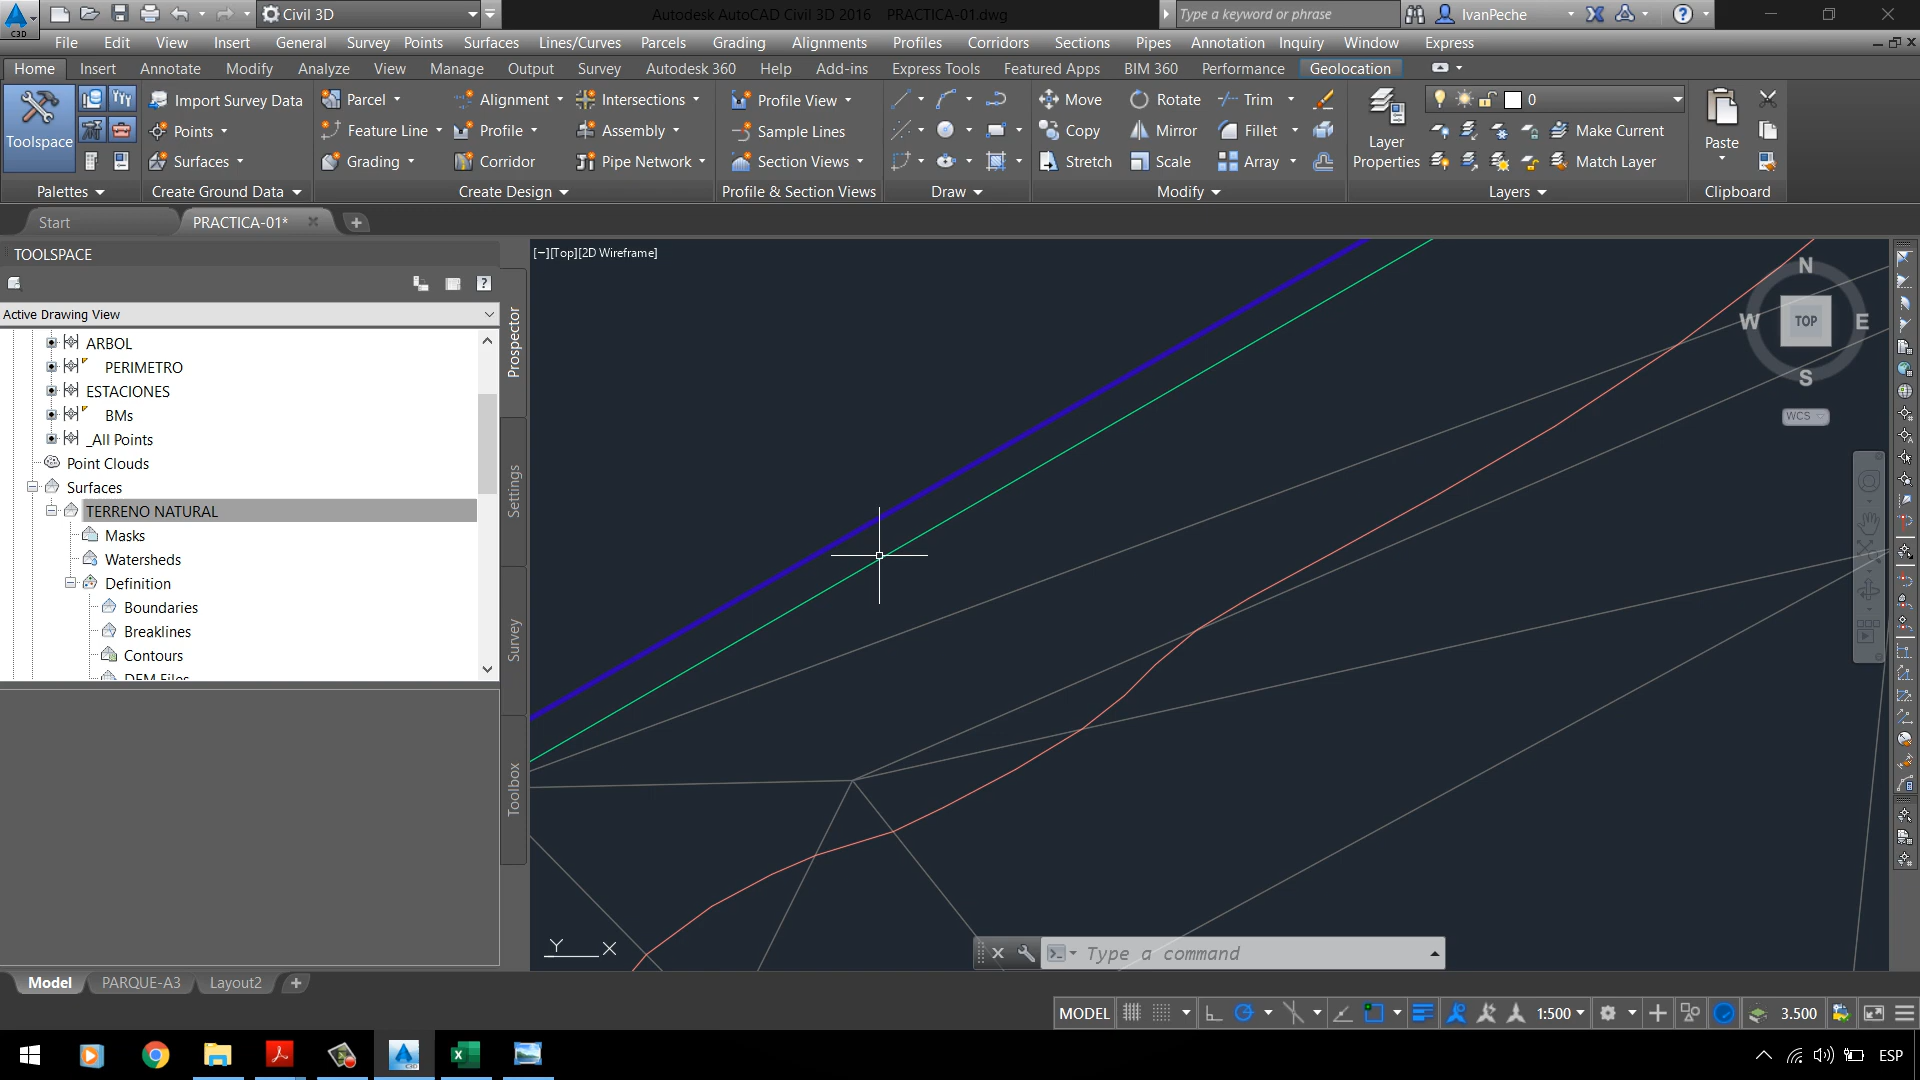 C3D
Civil 3D
Autodesk AutoCAD Civil 3D 2016 PRACTICA-01.dwg
Type a keyword or phrase
IvanPeche
File Edit View Insert General Survey Points Surfaces Lines/Curves Parcels Grading Alignments Profiles Corridors Sections Pipes Annotation Inquiry Window Express
Home Insert Annotate Modify Analyze View Manage Output Survey Autodesk 360 Help Add-ins Express Tools Featured Apps BIM 360 Performance Geolocation
Import Survey Data Parcel Alignment Intersections Profile View Move Rotate Trim 0
Points Feature Line Profile Assembly Sample Lines Copy Mirror Fillet Make Current
Toolspace Layer Properties Paste
Surfaces Grading Corridor Pipe Network Section Views Stretch Scale Array Match Layer
Palettes Create Ground Data Create Design Profile & Section Views Draw Modify Layers Clipboard
Start PRACTICA-01*
TOOLSPACE
[−][Top][2D Wireframe]
Active Drawing View
ARBOL
PERIMETRO
ESTACIONES
BMs
_All Points
Point Clouds
Surfaces
TERRENO NATURAL
Masks
Watersheds
Definition
Boundaries
Breaklines
Contours
DEM Files
Prospector
Settings
Survey
Toolbox
N
W TOP E
S
WCS
Y X
Type a command
Model PARQUE-A3 Layout2
MODEL 1:500 3.500
ESP